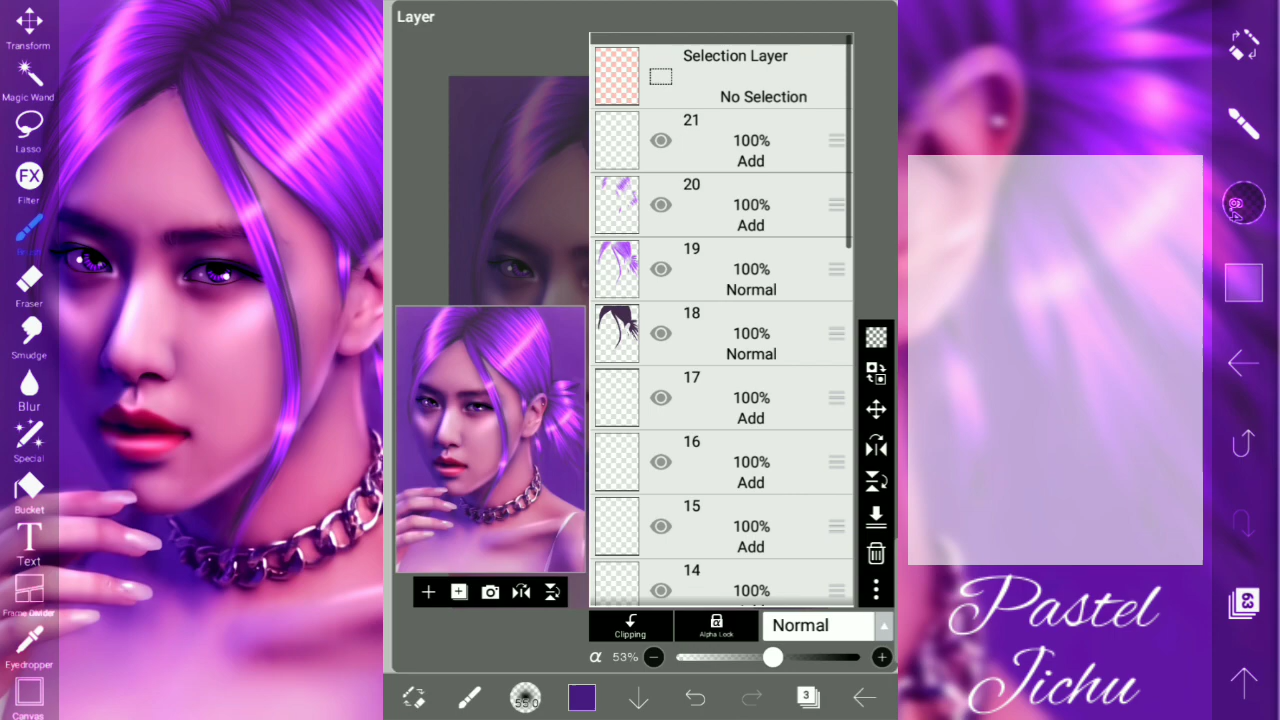 Transform
Magic Wand
Lasso
FX
Filter
Brush
Eraser
Smudge
Blur
Special
Bucket
T
Text
Frame Divider
Eyedropper
Canvas
Layer
Selection Layer
No Selection
21
100%
Add
20
100%
Add
19
100%
Normal
18
100%
Normal
17
100%
Add
16
100%
Add
15
100%
Add
14
100%
Clipping
Alpha Lock
Normal
α 53%
55.0
3
63
Pastel
Jichu